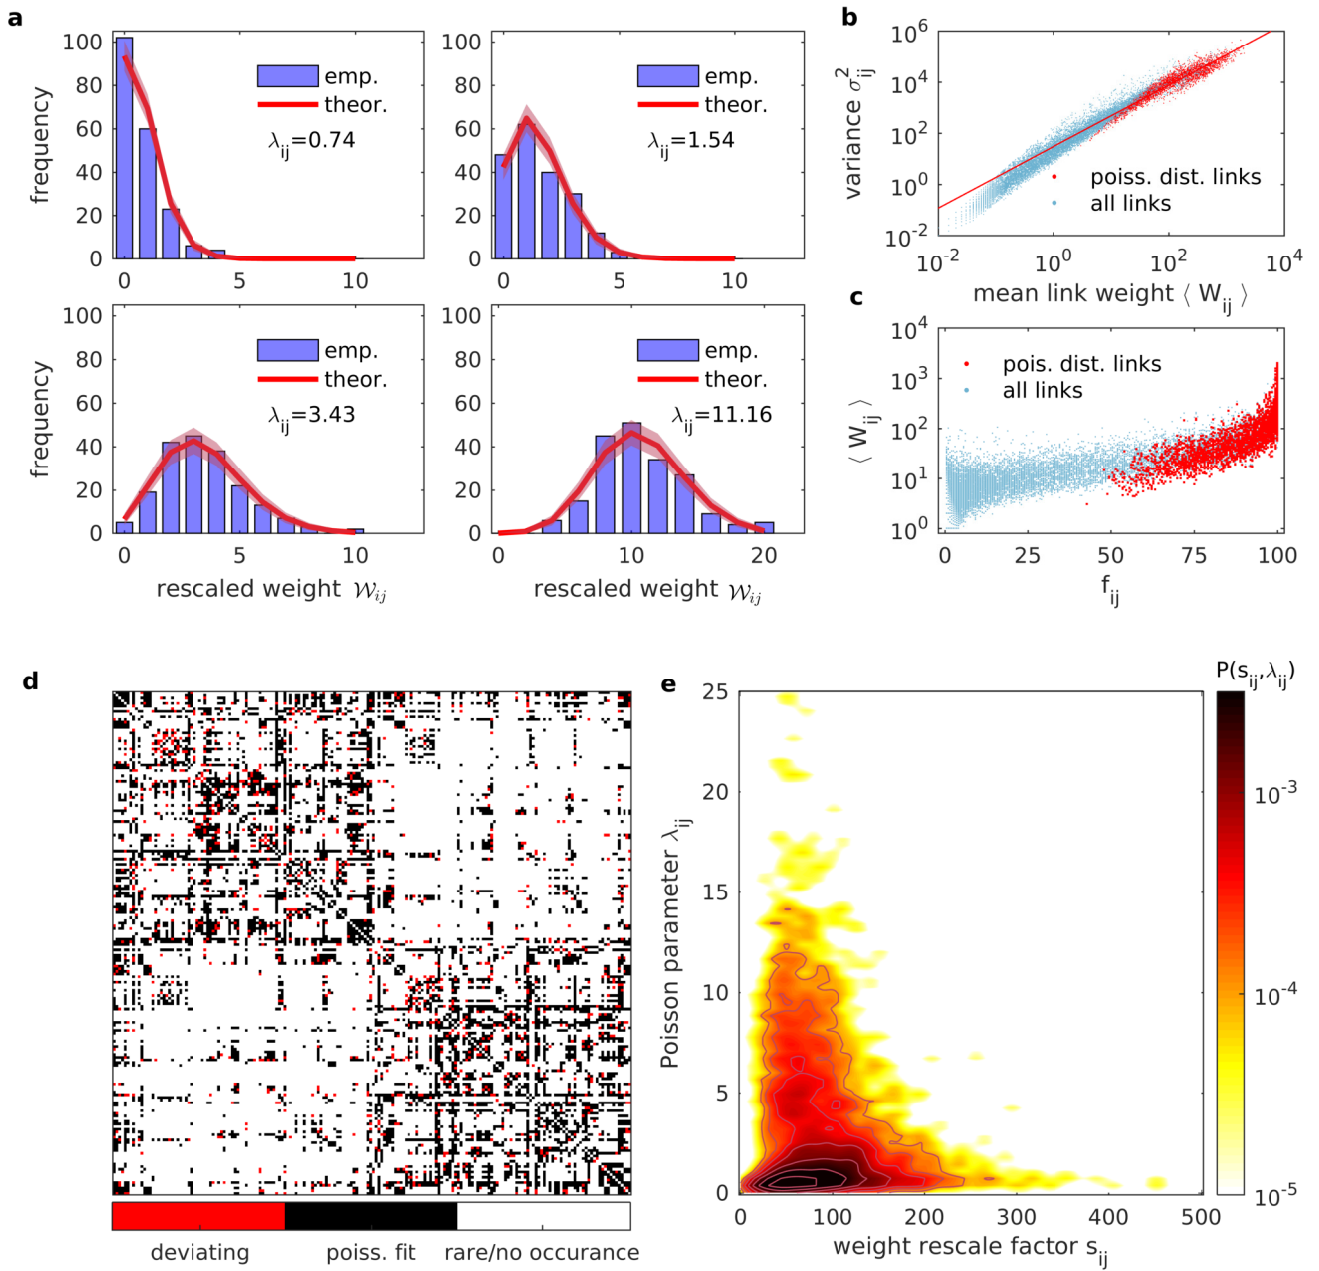 a
100
80
60
40
20
0
frequency
emp.
theor.
λij=0.74
0 5 10
100
80
60
40
20
0
emp.
theor.
λij=1.54
0 5 10
100
80
60
40
20
0
frequency
emp.
theor.
λij=3.43
0 5 10
rescaled weight 𝒲ij
100
80
60
40
20
0
emp.
theor.
λij=11.16
0 10 20
rescaled weight 𝒲ij
b
10^6
10^4
10^2
10^0
10^-2
variance σ²ij
poiss. dist. links
all links
10^-2 10^0 10^2 10^4
mean link weight ⟨ Wij ⟩
c
10^4
10^3
10^2
10^1
10^0
⟨ Wij ⟩
pois. dist. links
all links
0 25 50 75 100
fij
d
deviating poiss. fit rare/no occurance
e
25
20
15
10
5
0
Poisson parameter λij
0 100 200 300 400 500
weight rescale factor sij
P(sij,λij)
10^-3
10^-4
10^-5